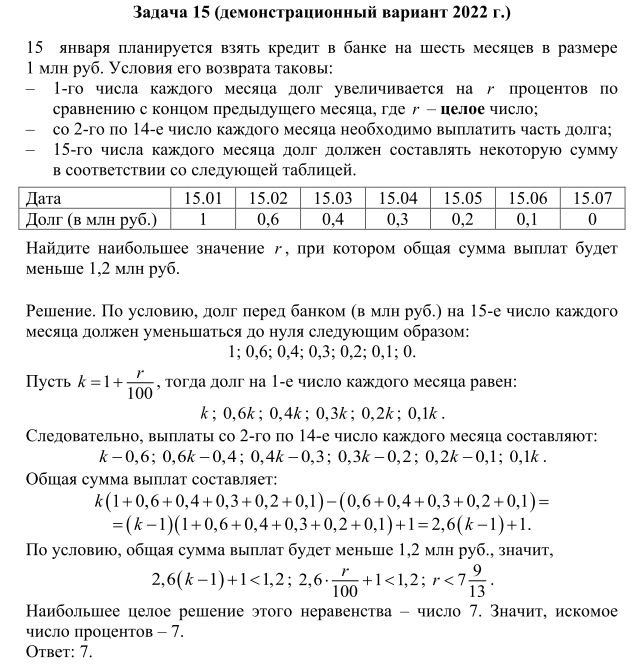 Задача 15 (демонстрационный вариант 2022 г.)
15 января планируется взять кредит в банке на шесть месяцев в размере
1 млн руб. Условия его возврата таковы:
– 1-го числа каждого месяца долг увеличивается на r процентов по
сравнению с концом предыдущего месяца, где r – целое число;
– со 2-го по 14-е число каждого месяца необходимо выплатить часть долга;
– 15-го числа каждого месяца долг должен составлять некоторую сумму
в соответствии со следующей таблицей.
Дата 15.01 15.02 15.03 15.04 15.05 15.06 15.07
Долг (в млн руб.) 1 0,6 0,4 0,3 0,2 0,1 0
Найдите наибольшее значение r, при котором общая сумма выплат будет
меньше 1,2 млн руб.
Решение. По условию, долг перед банком (в млн руб.) на 15-е число каждого
месяца должен уменьшаться до нуля следующим образом:
1; 0,6; 0,4; 0,3; 0,2; 0,1; 0.
Пусть k = 1 + r/100, тогда долг на 1-е число каждого месяца равен:
k; 0,6k; 0,4k; 0,3k; 0,2k; 0,1k.
Следовательно, выплаты со 2-го по 14-е число каждого месяца составляют:
k − 0,6; 0,6k − 0,4; 0,4k − 0,3; 0,3k − 0,2; 0,2k − 0,1; 0,1k.
Общая сумма выплат составляет:
k(1 + 0,6 + 0,4 + 0,3 + 0,2 + 0,1) − (0,6 + 0,4 + 0,3 + 0,2 + 0,1) =
= (k − 1)(1 + 0,6 + 0,4 + 0,3 + 0,2 + 0,1) + 1 = 2,6(k − 1) + 1.
По условию, общая сумма выплат будет меньше 1,2 млн руб., значит,
2,6(k − 1) + 1 < 1,2; 2,6 · r/100 + 1 < 1,2; r < 7 9/13.
Наибольшее целое решение этого неравенства – число 7. Значит, искомое
число процентов – 7.
Ответ: 7.